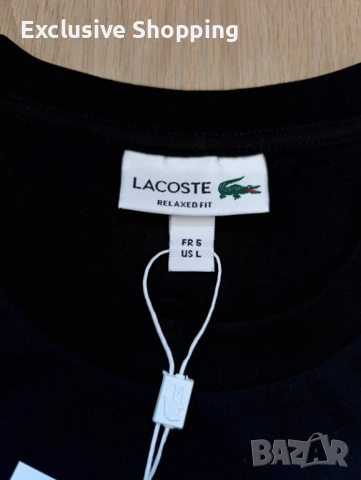 Exclusive Shopping
LACOSTE
RELAXED FIT
FR 5
US L
BAZAR